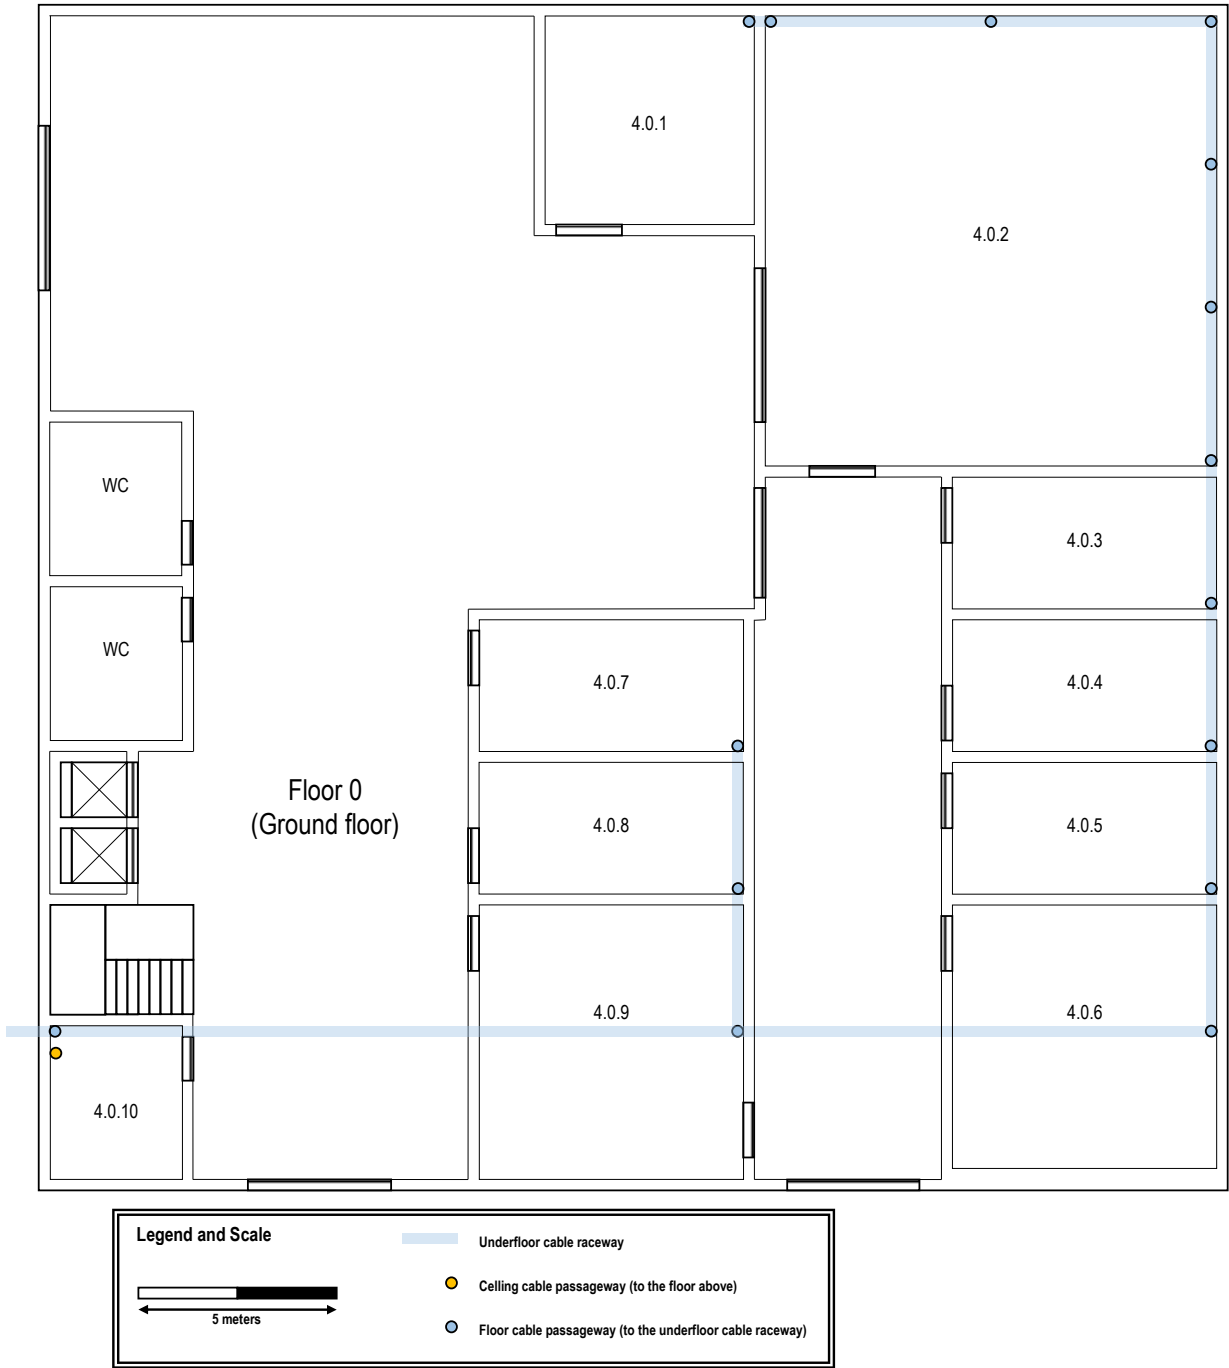 4.0.1
4.0.2
WC
4.0.3
WC
4.0.7
4.0.4
Floor 0
(Ground floor)
4.0.8
4.0.5
4.0.9
4.0.6
4.0.10
Legend and Scale
5 meters
Underfloor cable raceway
Celling cable passageway (to the floor above)
Floor cable passageway (to the underfloor cable raceway)